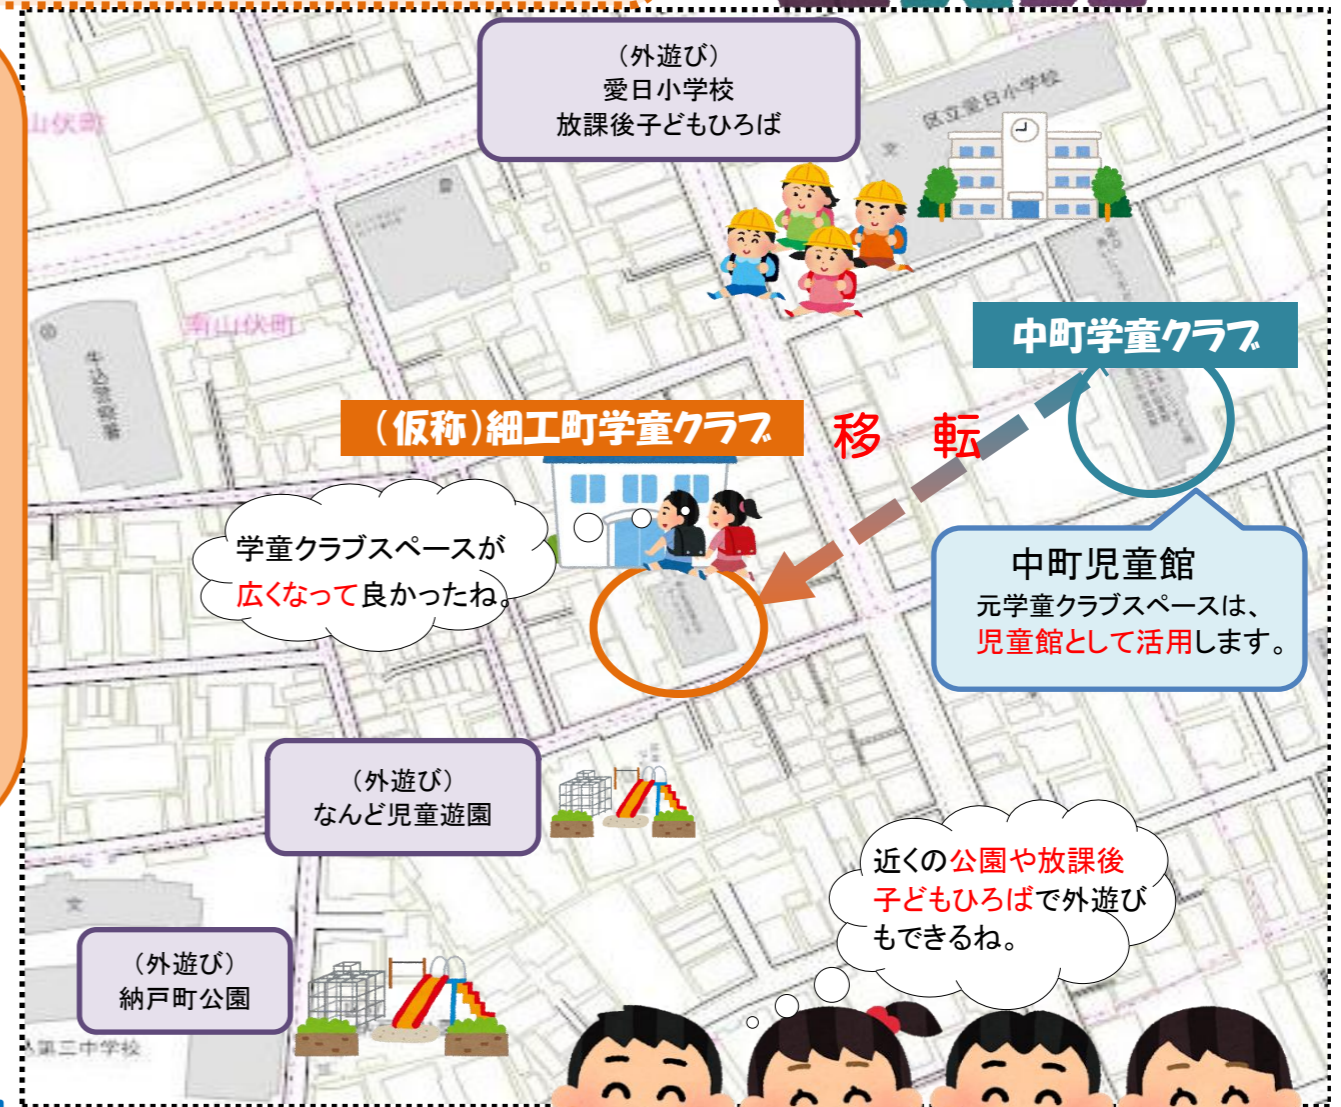 (外遊び)
愛日小学校
放課後子どもひろば
区立愛日小学校
文
山伏町
南山伏町
中町学童クラブ
(仮称)細工町学童クラブ
移 転
学童クラブスペースが
広くなって良かったね。
中町児童館
元学童クラブスペースは、
児童館として活用します。
(外遊び)
なんど児童遊園
近くの公園や放課後
子どもひろばで外遊び
もできるね。
文
(外遊び)
納戸町公園
第三中学校